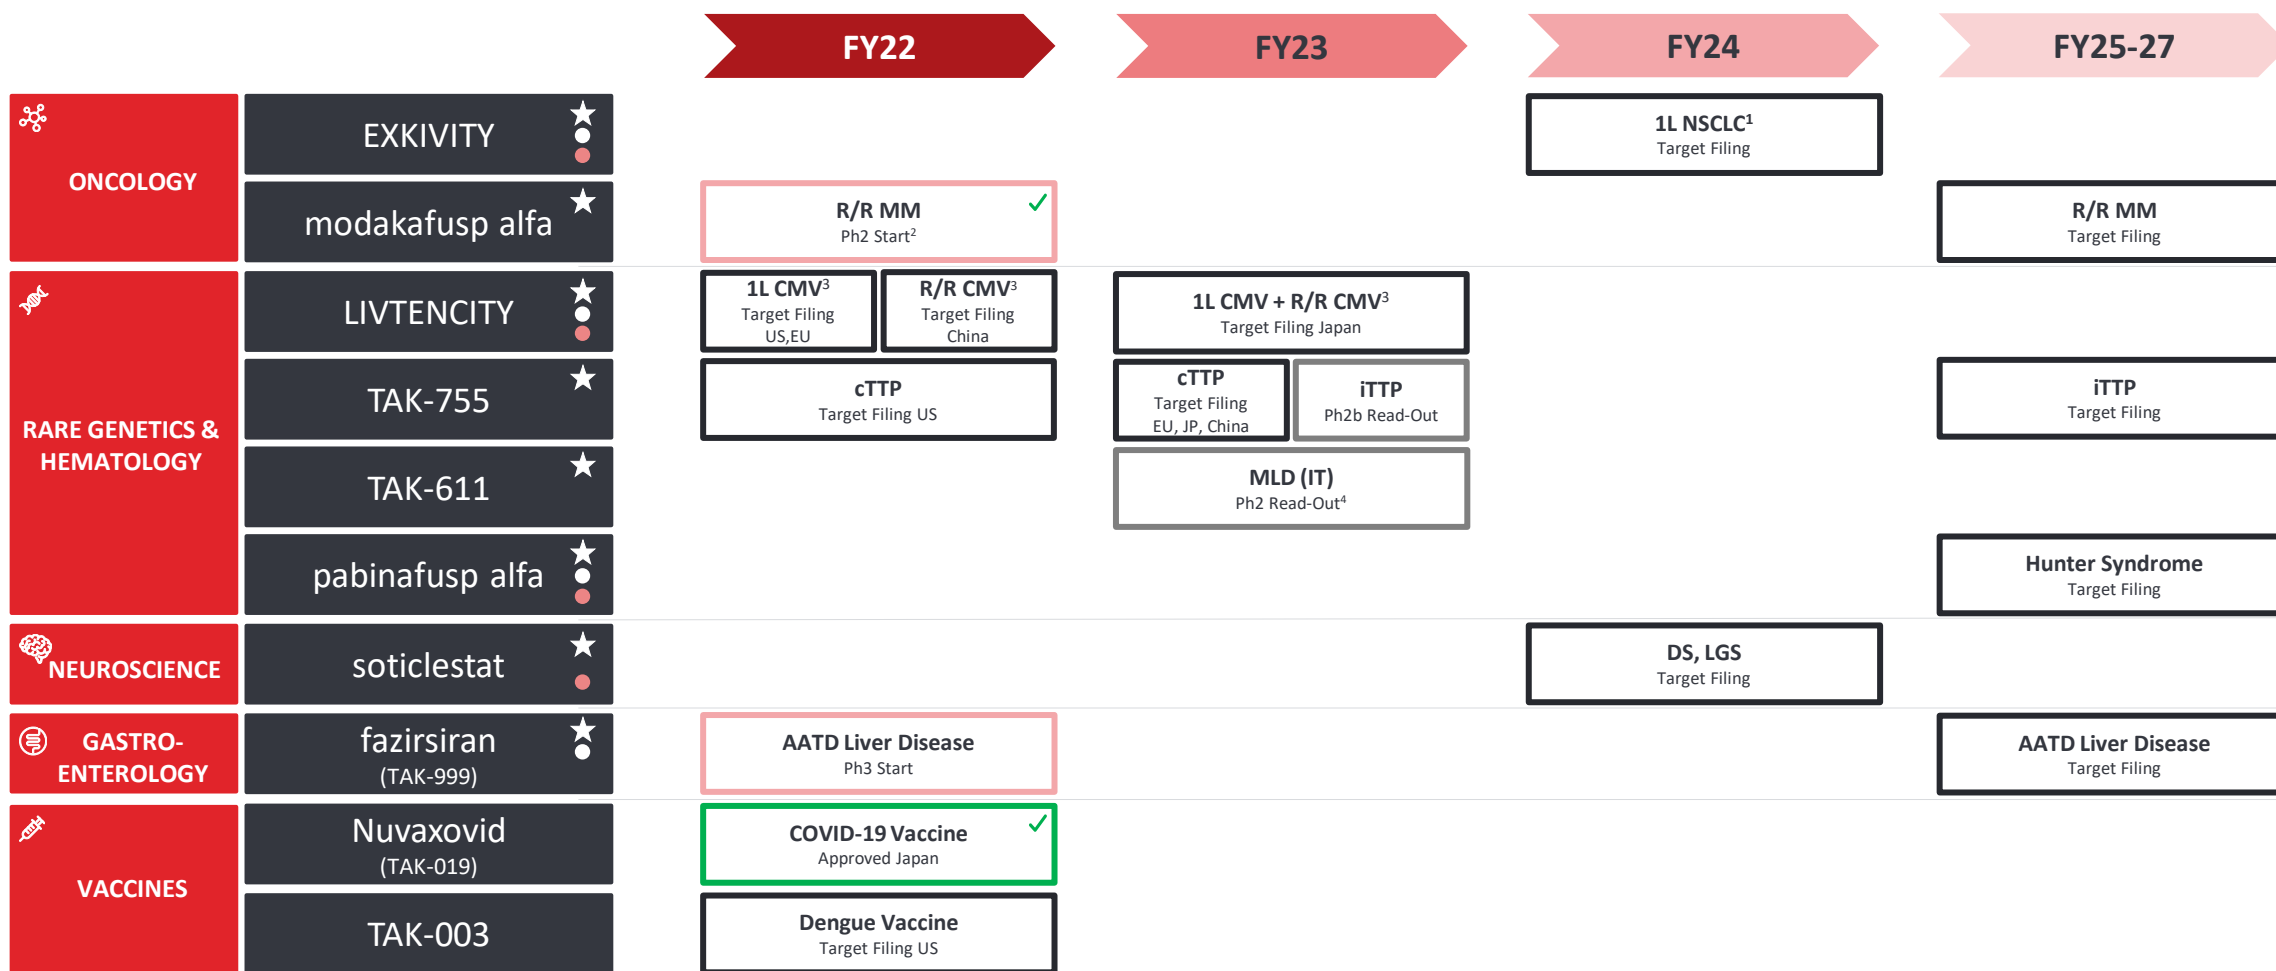 FY22
FY23
FY24
FY25-27
ONCOLOGY
EXKIVITY
1L NSCLC¹
Target Filing
modakafusp alfa
R/R MM
Ph2 Start²
R/R MM
Target Filing
RARE GENETICS &
HEMATOLOGY
LIVTENCITY
1L CMV³
Target Filing
US,EU
R/R CMV³
Target Filing
China
1L CMV + R/R CMV³
Target Filing Japan
TAK-755
cTTP
Target Filing US
cTTP
Target Filing
EU, JP, China
iTTP
Ph2b Read-Out
iTTP
Target Filing
TAK-611
MLD (IT)
Ph2 Read-Out⁴
pabinafusp alfa
Hunter Syndrome
Target Filing
NEUROSCIENCE
soticlestat
DS, LGS
Target Filing
GASTRO-
ENTEROLOGY
fazirsiran
(TAK-999)
AATD Liver Disease
Ph3 Start
AATD Liver Disease
Target Filing
VACCINES
Nuvaxovid
(TAK-019)
COVID-19 Vaccine
Approved Japan
TAK-003
Dengue Vaccine
Target Filing US